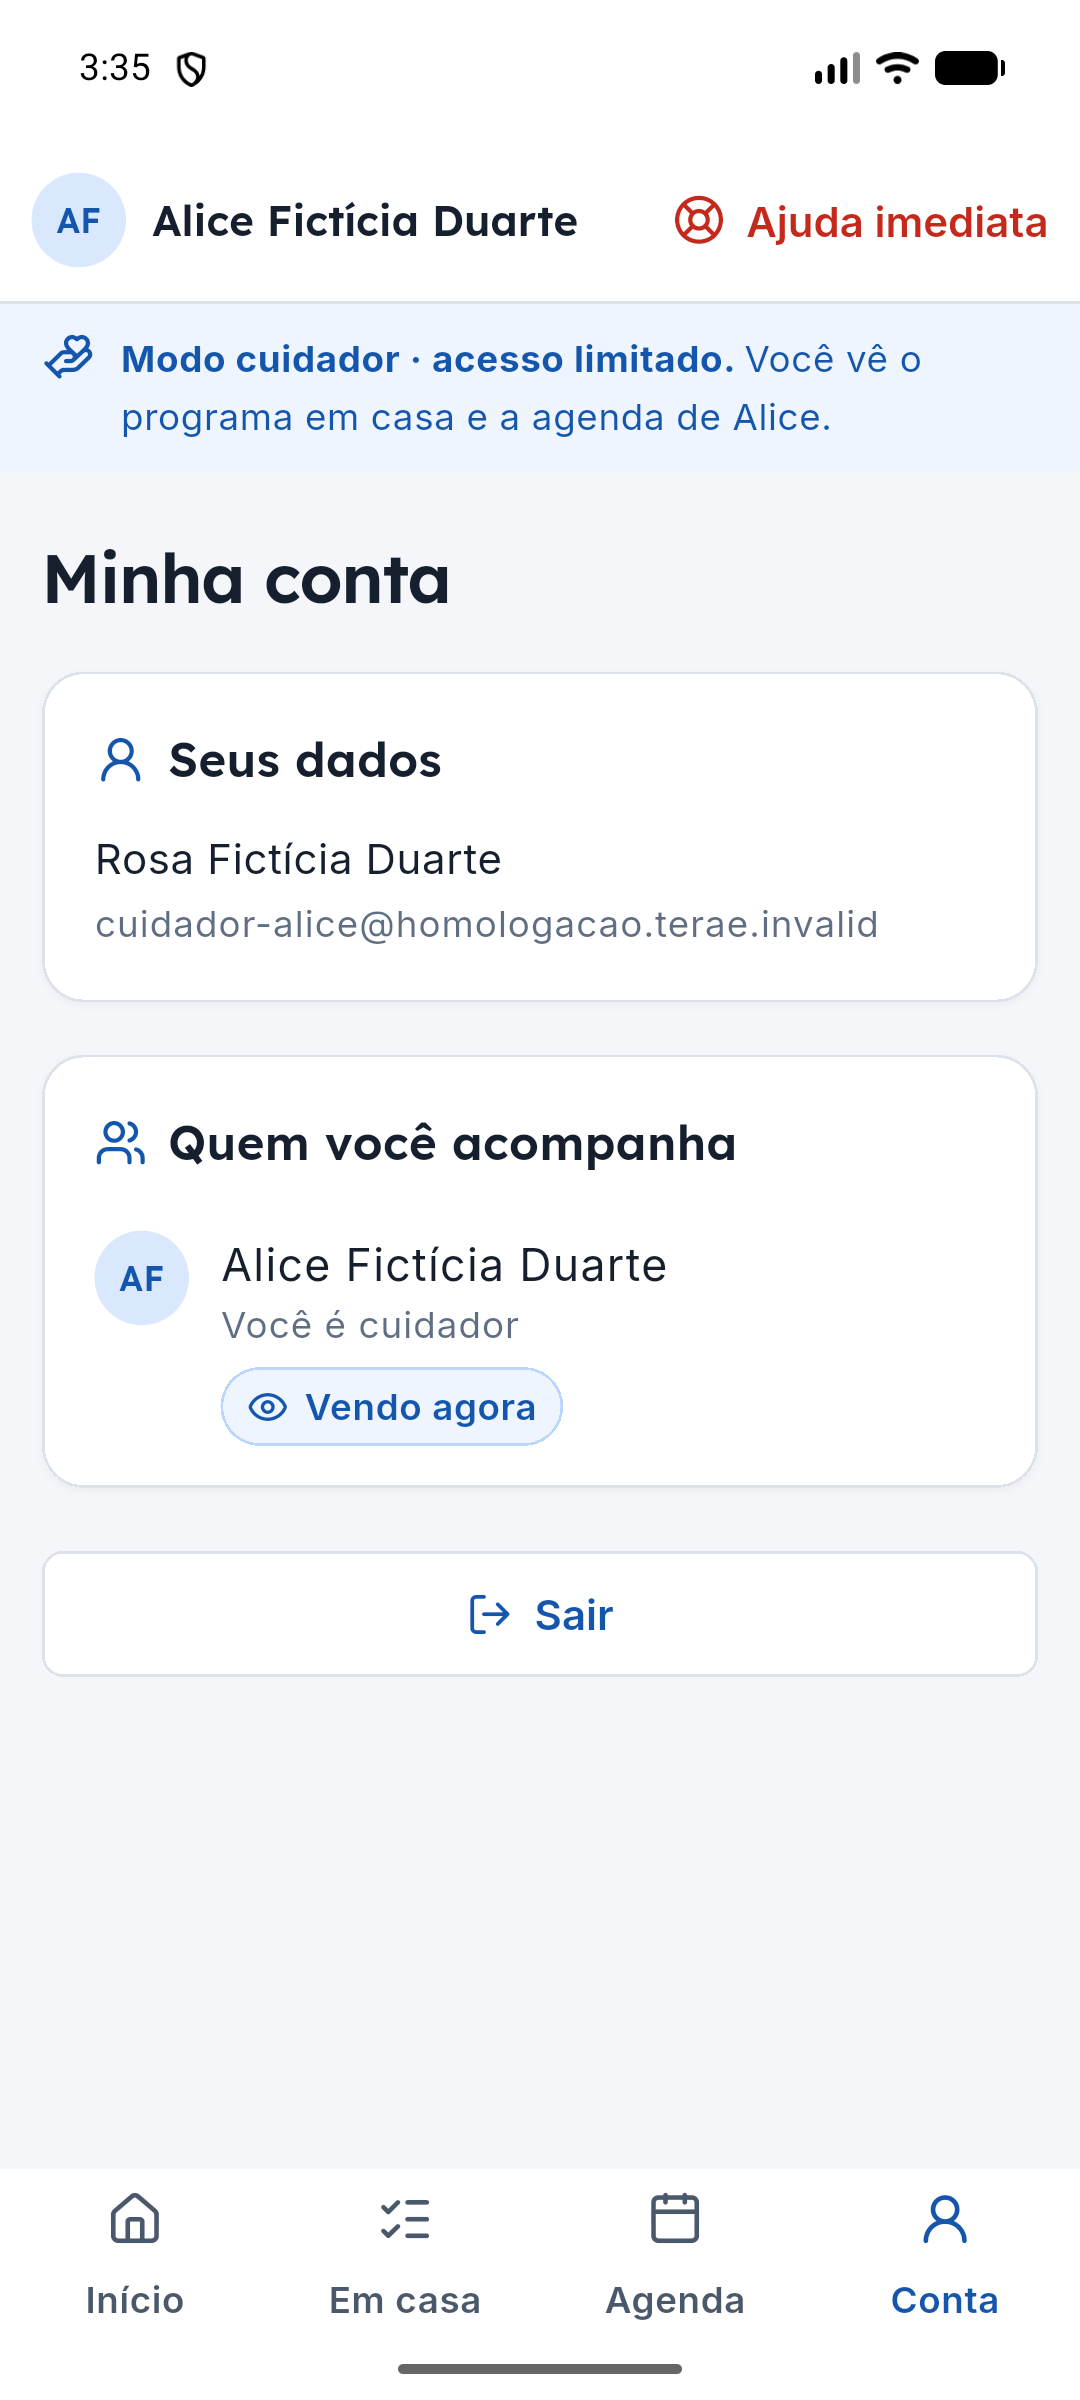 3:35
AF
Alice Fictícia Duarte
Ajuda imediata
Modo cuidador · acesso limitado. Você vê o
programa em casa e a agenda de Alice.
Minha conta
Seus dados
Rosa Fictícia Duarte
cuidador-alice@homologacao.terae.invalid
Quem você acompanha
AF
Alice Fictícia Duarte
Você é cuidador
Vendo agora
Sair
Início
Em casa
Agenda
Conta